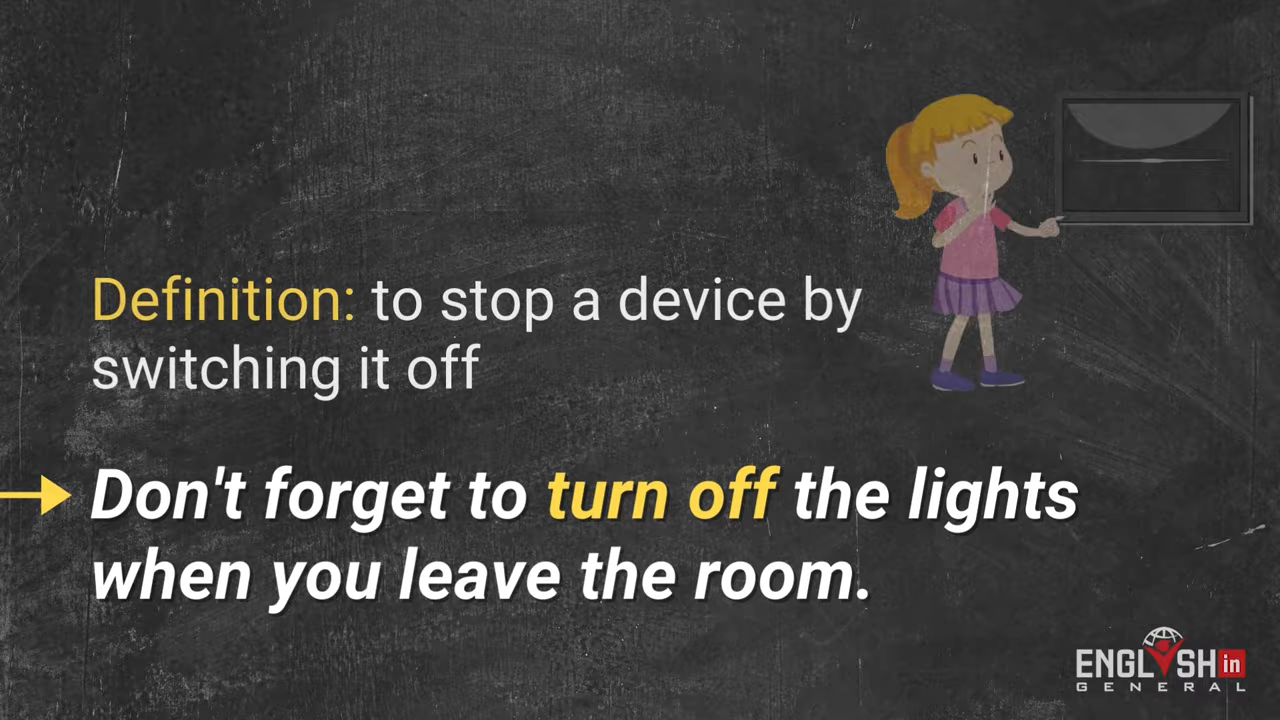 Definition: to stop a device by
switching it off
Don't forget to turn off the lights
when you leave the room.
ENGLISH in
GENERAL